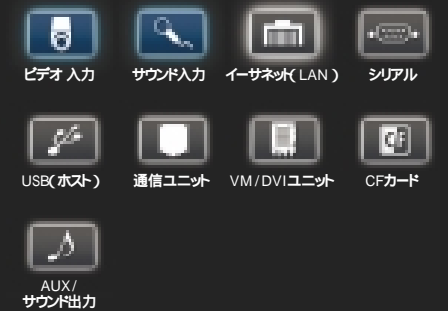 ビデオ 入力
サウンド入力
イーサネット(LAN)
シリアル
USB(ホスト)
通信ユニット
VM/DVIユニット
CF
CFカード
AUX/
サウンド出力